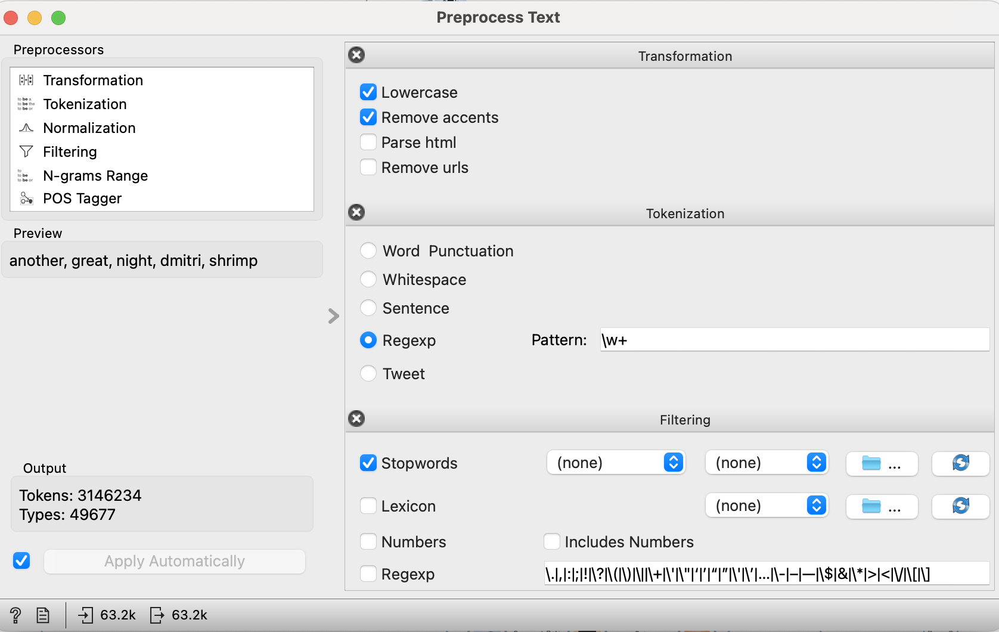 Preprocess Text
Preprocessors
Transformation
Tokenization
Normalization
Filtering
N-grams Range
POS Tagger
Preview
another, great, night, dmitri, shrimp
Output
Tokens: 3146234
Types: 49677
Apply Automatically
Transformation
Lowercase
Remove accents
Parse html
Remove urls
Tokenization
Word Punctuation
Whitespace
Sentence
Regexp Pattern: \w+
Tweet
Filtering
Stopwords (none) (none) ...
Lexicon (none) ...
Numbers Includes Numbers
Regexp \.|,|:|;|!|\?|\(|\)|\||\+|\'|\"|‘|’|“|”|\'|\’|…|\-|–|—|\$|&|\*|>|<|\/|\[|\]
? 63.2k 63.2k